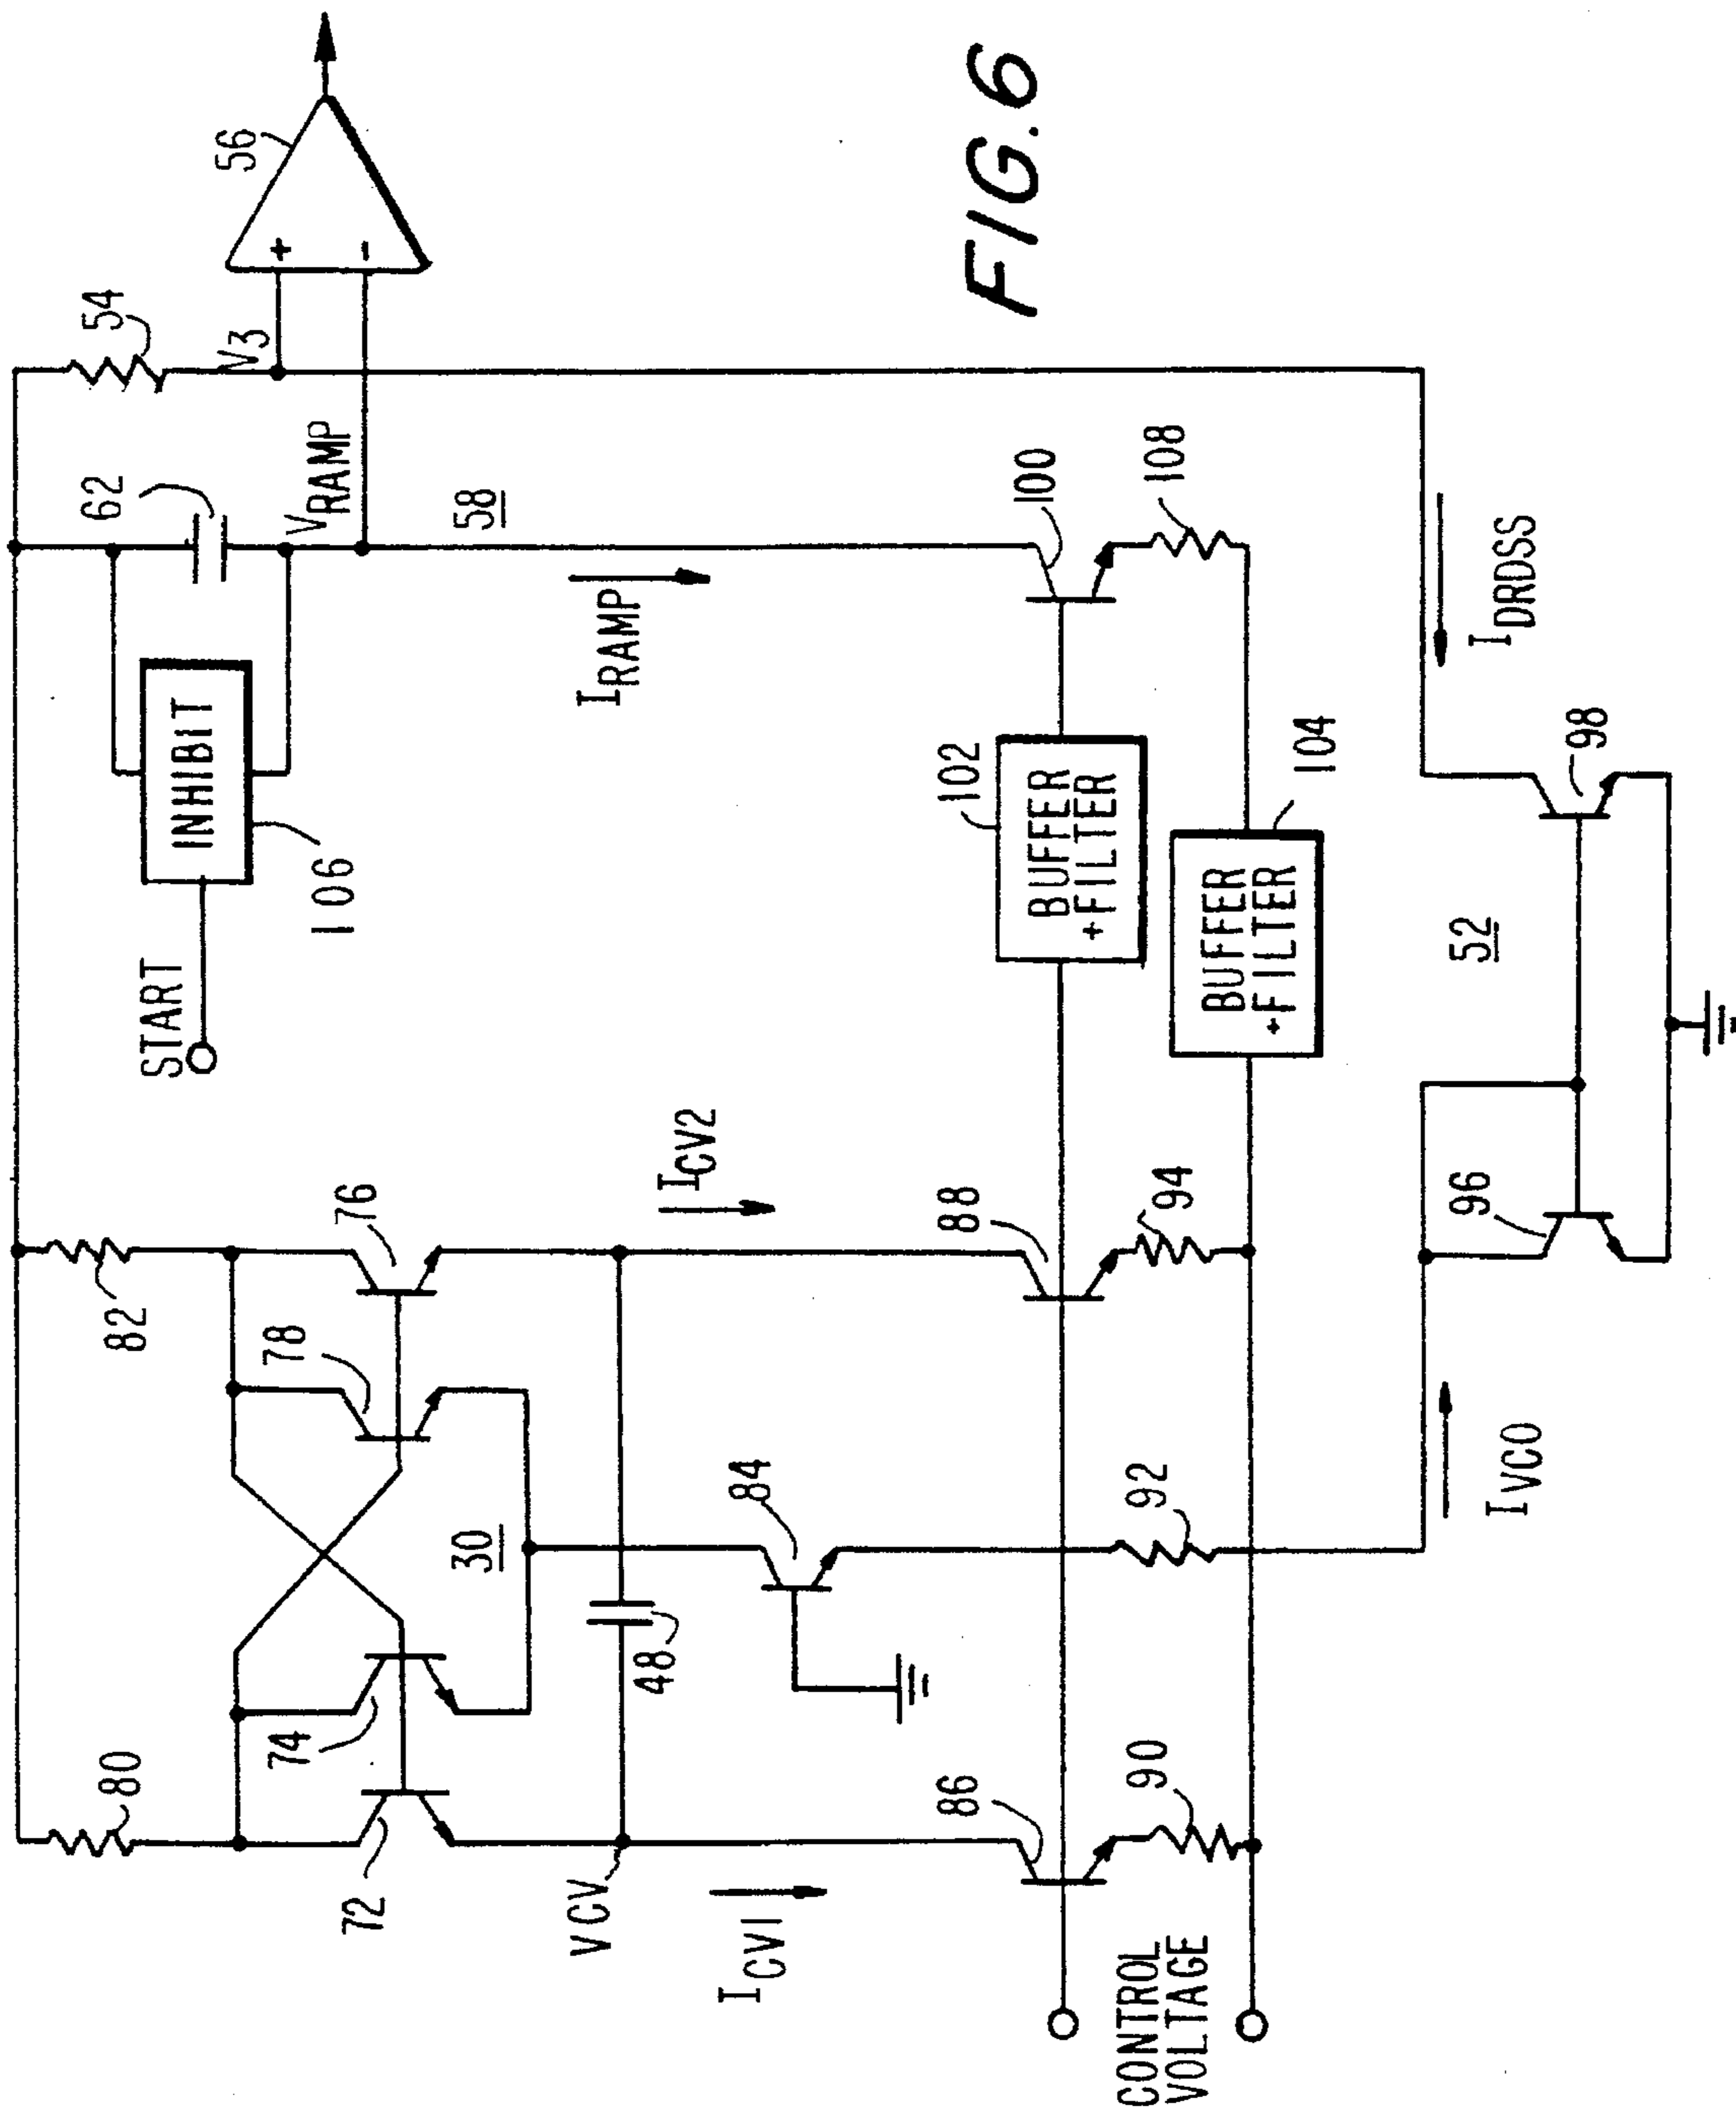 56
54
V3
+
-
62
VRAMP
58
INHIBIT
106
START
IRAMP
100
108
102
BUFFER
+FILTER
104
BUFFER
+FILTER
FIG. 6
IDRDSS
98
52
96
82
76
78
ICV2
88
94
80
74
72
30
48
84
92
VCV
ICV1
86
90
IVCO
CONTROL
VOLTAGE